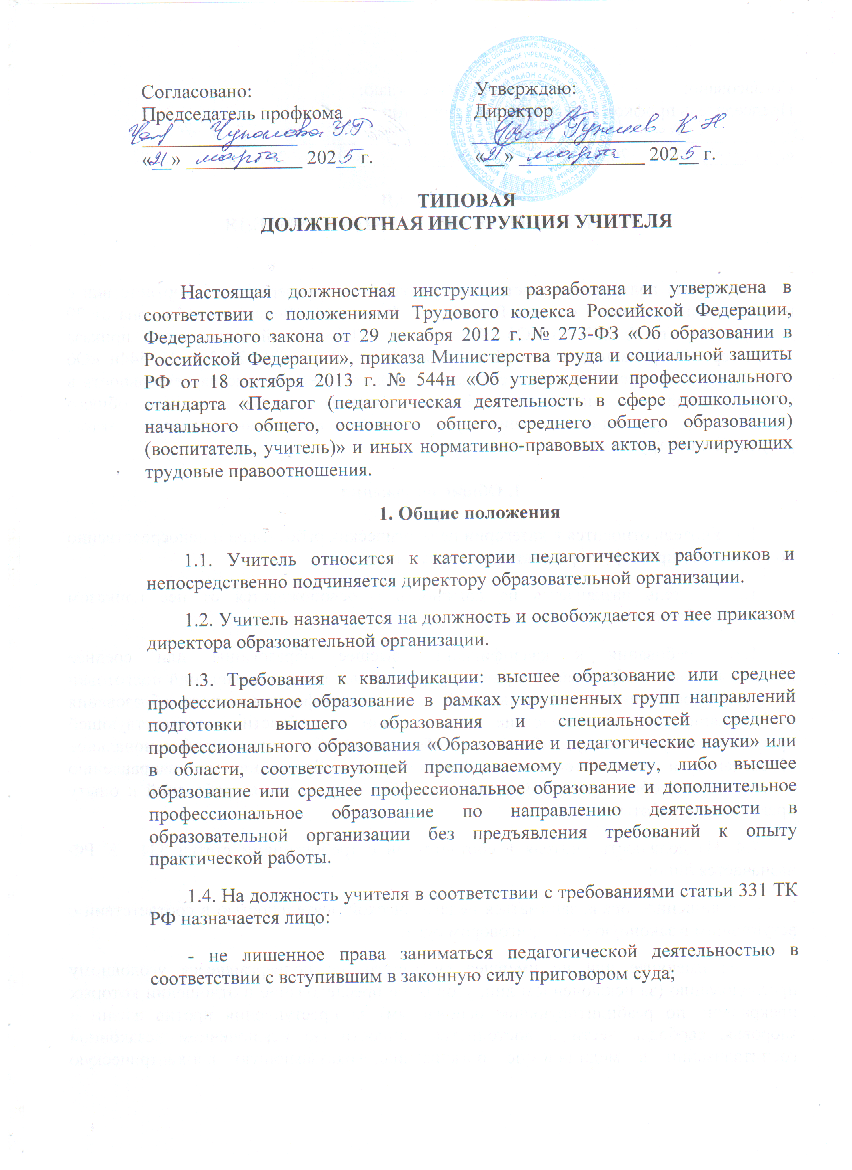 Согласовано:
Утверждаю:
Председатель профкома
Директор
«21» марта 2025 г.
«21» марта 2025 г.
ТИПОВАЯ
ДОЛЖНОСТНАЯ ИНСТРУКЦИЯ УЧИТЕЛЯ
Настоящая должностная инструкция разработана и утверждена в
соответствии с положениями Трудового кодекса Российской Федерации,
Федерального закона от 29 декабря 2012 г. № 273-ФЗ «Об образовании в
Российской Федерации», приказа Министерства труда и социальной защиты
РФ от 18 октября 2013 г. № 544н «Об утверждении профессионального
стандарта «Педагог (педагогическая деятельность в сфере дошкольного,
начального общего, основного общего, среднего общего образования)
(воспитатель, учитель)» и иных нормативно-правовых актов, регулирующих
трудовые правоотношения.
1. Общие положения
1.1. Учитель относится к категории педагогических работников и
непосредственно подчиняется директору образовательной организации.
1.2. Учитель назначается на должность и освобождается от нее приказом
директора образовательной организации.
1.3. Требования к квалификации: высшее образование или среднее
профессиональное образование в рамках укрупненных групп направлений
подготовки высшего образования и специальностей среднего
профессионального образования «Образование и педагогические науки» или
в области, соответствующей преподаваемому предмету, либо высшее
образование или среднее профессиональное образование и дополнительное
профессиональное образование по направлению деятельности в
образовательной организации без предъявления требований к опыту
практической работы.
1.4. На должность учителя в соответствии с требованиями статьи 331 ТК
РФ назначается лицо:
- не лишенное права заниматься педагогической деятельностью в
соответствии с вступившим в законную силу приговором суда;